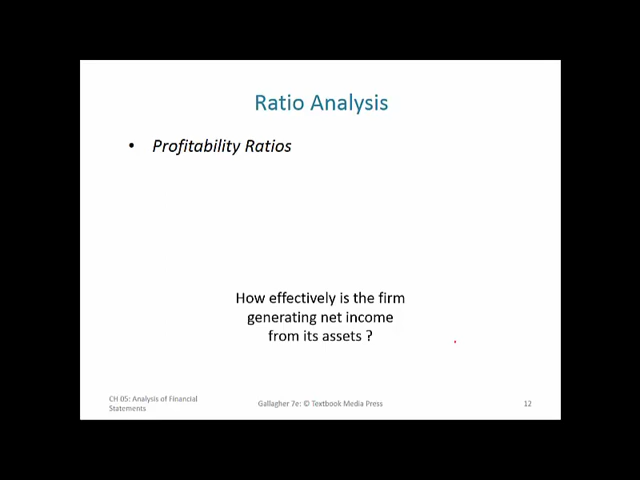 Ratio Analysis
• Profitability Ratios
How effectively is the firm
generating net income
from its assets ?
CH 05: Analysis of Financial
Statements
Gallagher 7e: © Textbook Media Press
12